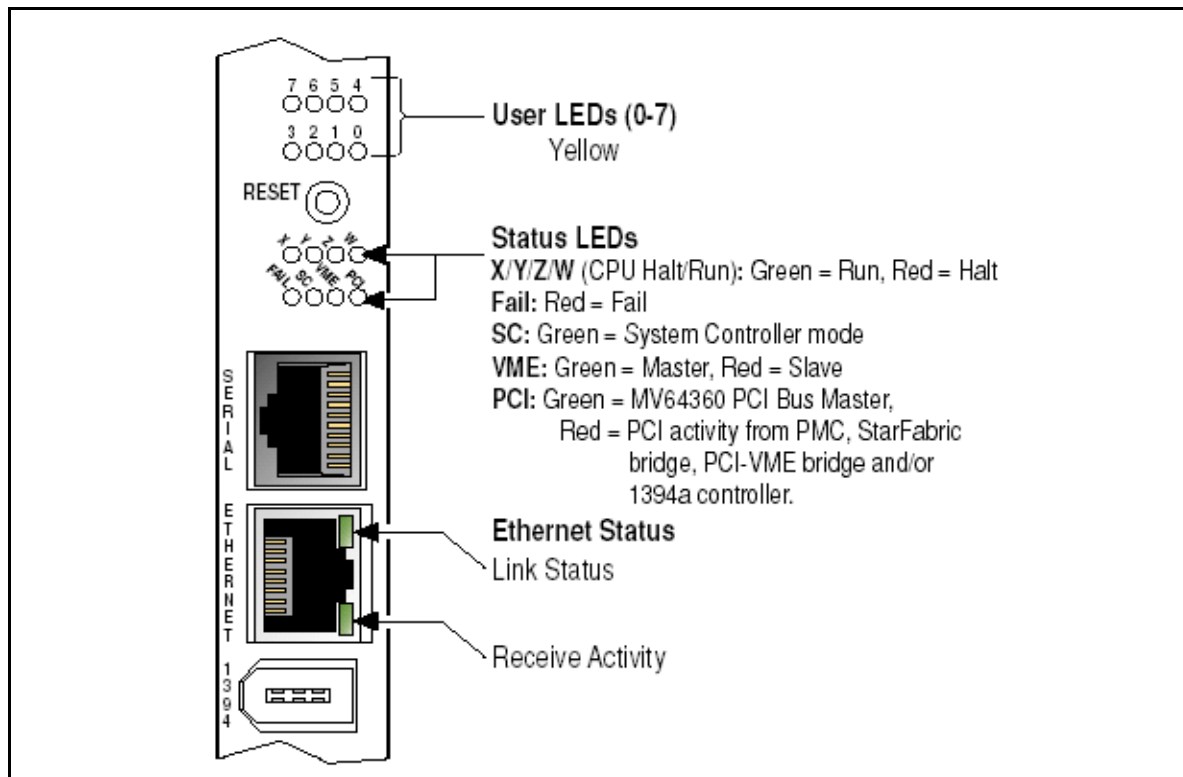 7 6 5 4
User LEDs (0-7)
3 2 1 0
Yellow
RESET
X Y Z W
Status LEDs
X/Y/Z/W (CPU Halt/Run): Green = Run, Red = Halt
FAIL SC VME PCI
Fail: Red = Fail
SC: Green = System Controller mode
VME: Green = Master, Red = Slave
PCI: Green = MV64360 PCI Bus Master,
Red = PCI activity from PMC, StarFabric
bridge, PCI-VME bridge and/or
1394a controller.
SERIAL
Ethernet Status
Link Status
ETHERNET
Receive Activity
1394